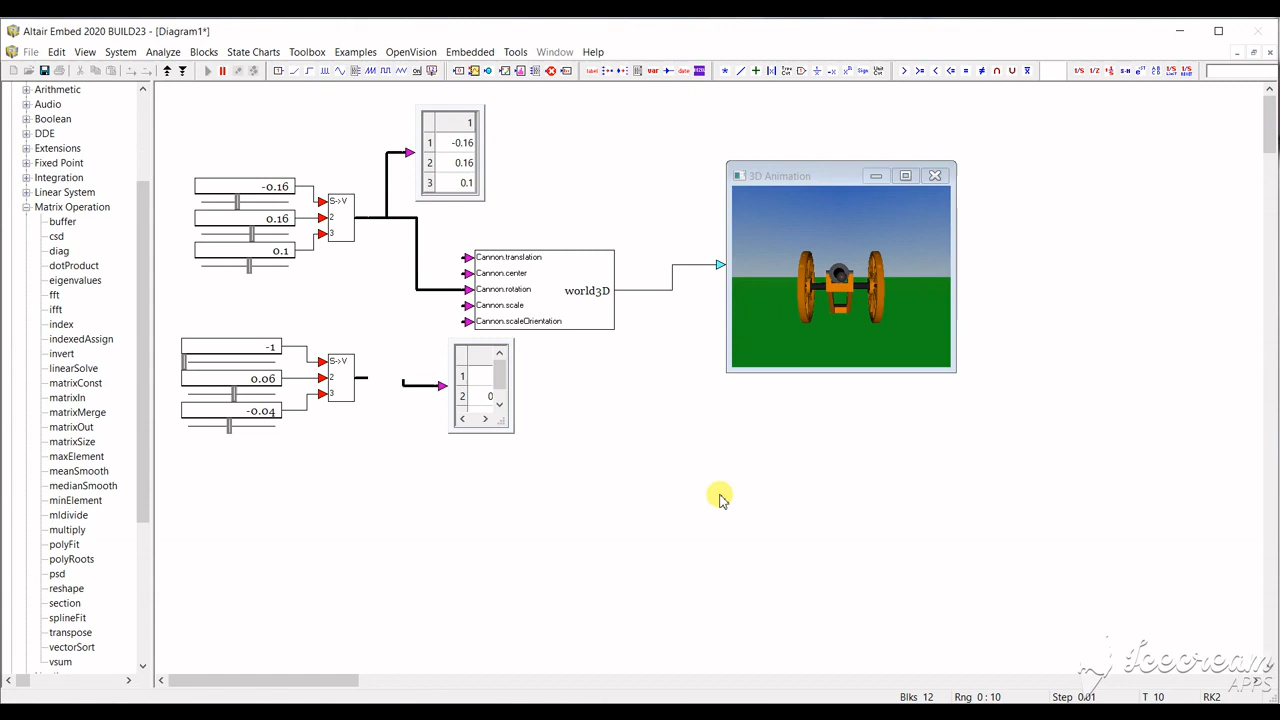 Altair Embed 2020 BUILD23 - [Diagram1*]
File Edit View System Analyze Blocks State Charts Toolbox Examples OpenVision Embedded Tools Window Help
Arithmetic
Audio
Boolean
DDE
Extensions
Fixed Point
Integration
Linear System
Matrix Operation
buffer
csd
diag
dotProduct
eigenvalues
fft
ifft
index
indexedAssign
invert
linearSolve
matrixConst
matrixIn
matrixMerge
matrixOut
matrixSize
maxElement
meanSmooth
medianSmooth
minElement
mldivide
multiply
polyFit
polyRoots
psd
reshape
section
splineFit
transpose
vectorSort
vsum
-0.16
0.16
0.1
S->V
2
3
1
1 -0.16
2 0.16
3 0.1
Cannon.translation
Cannon.center
Cannon.rotation
Cannon.scale
Cannon.scaleOrientation
world3D
3D Animation
-1
0.06
-0.04
S->V
2
3
1
2 0
Blks 12 Rng 0 : 10 Step 0.01 T 10 RK2
Icecream
APPS